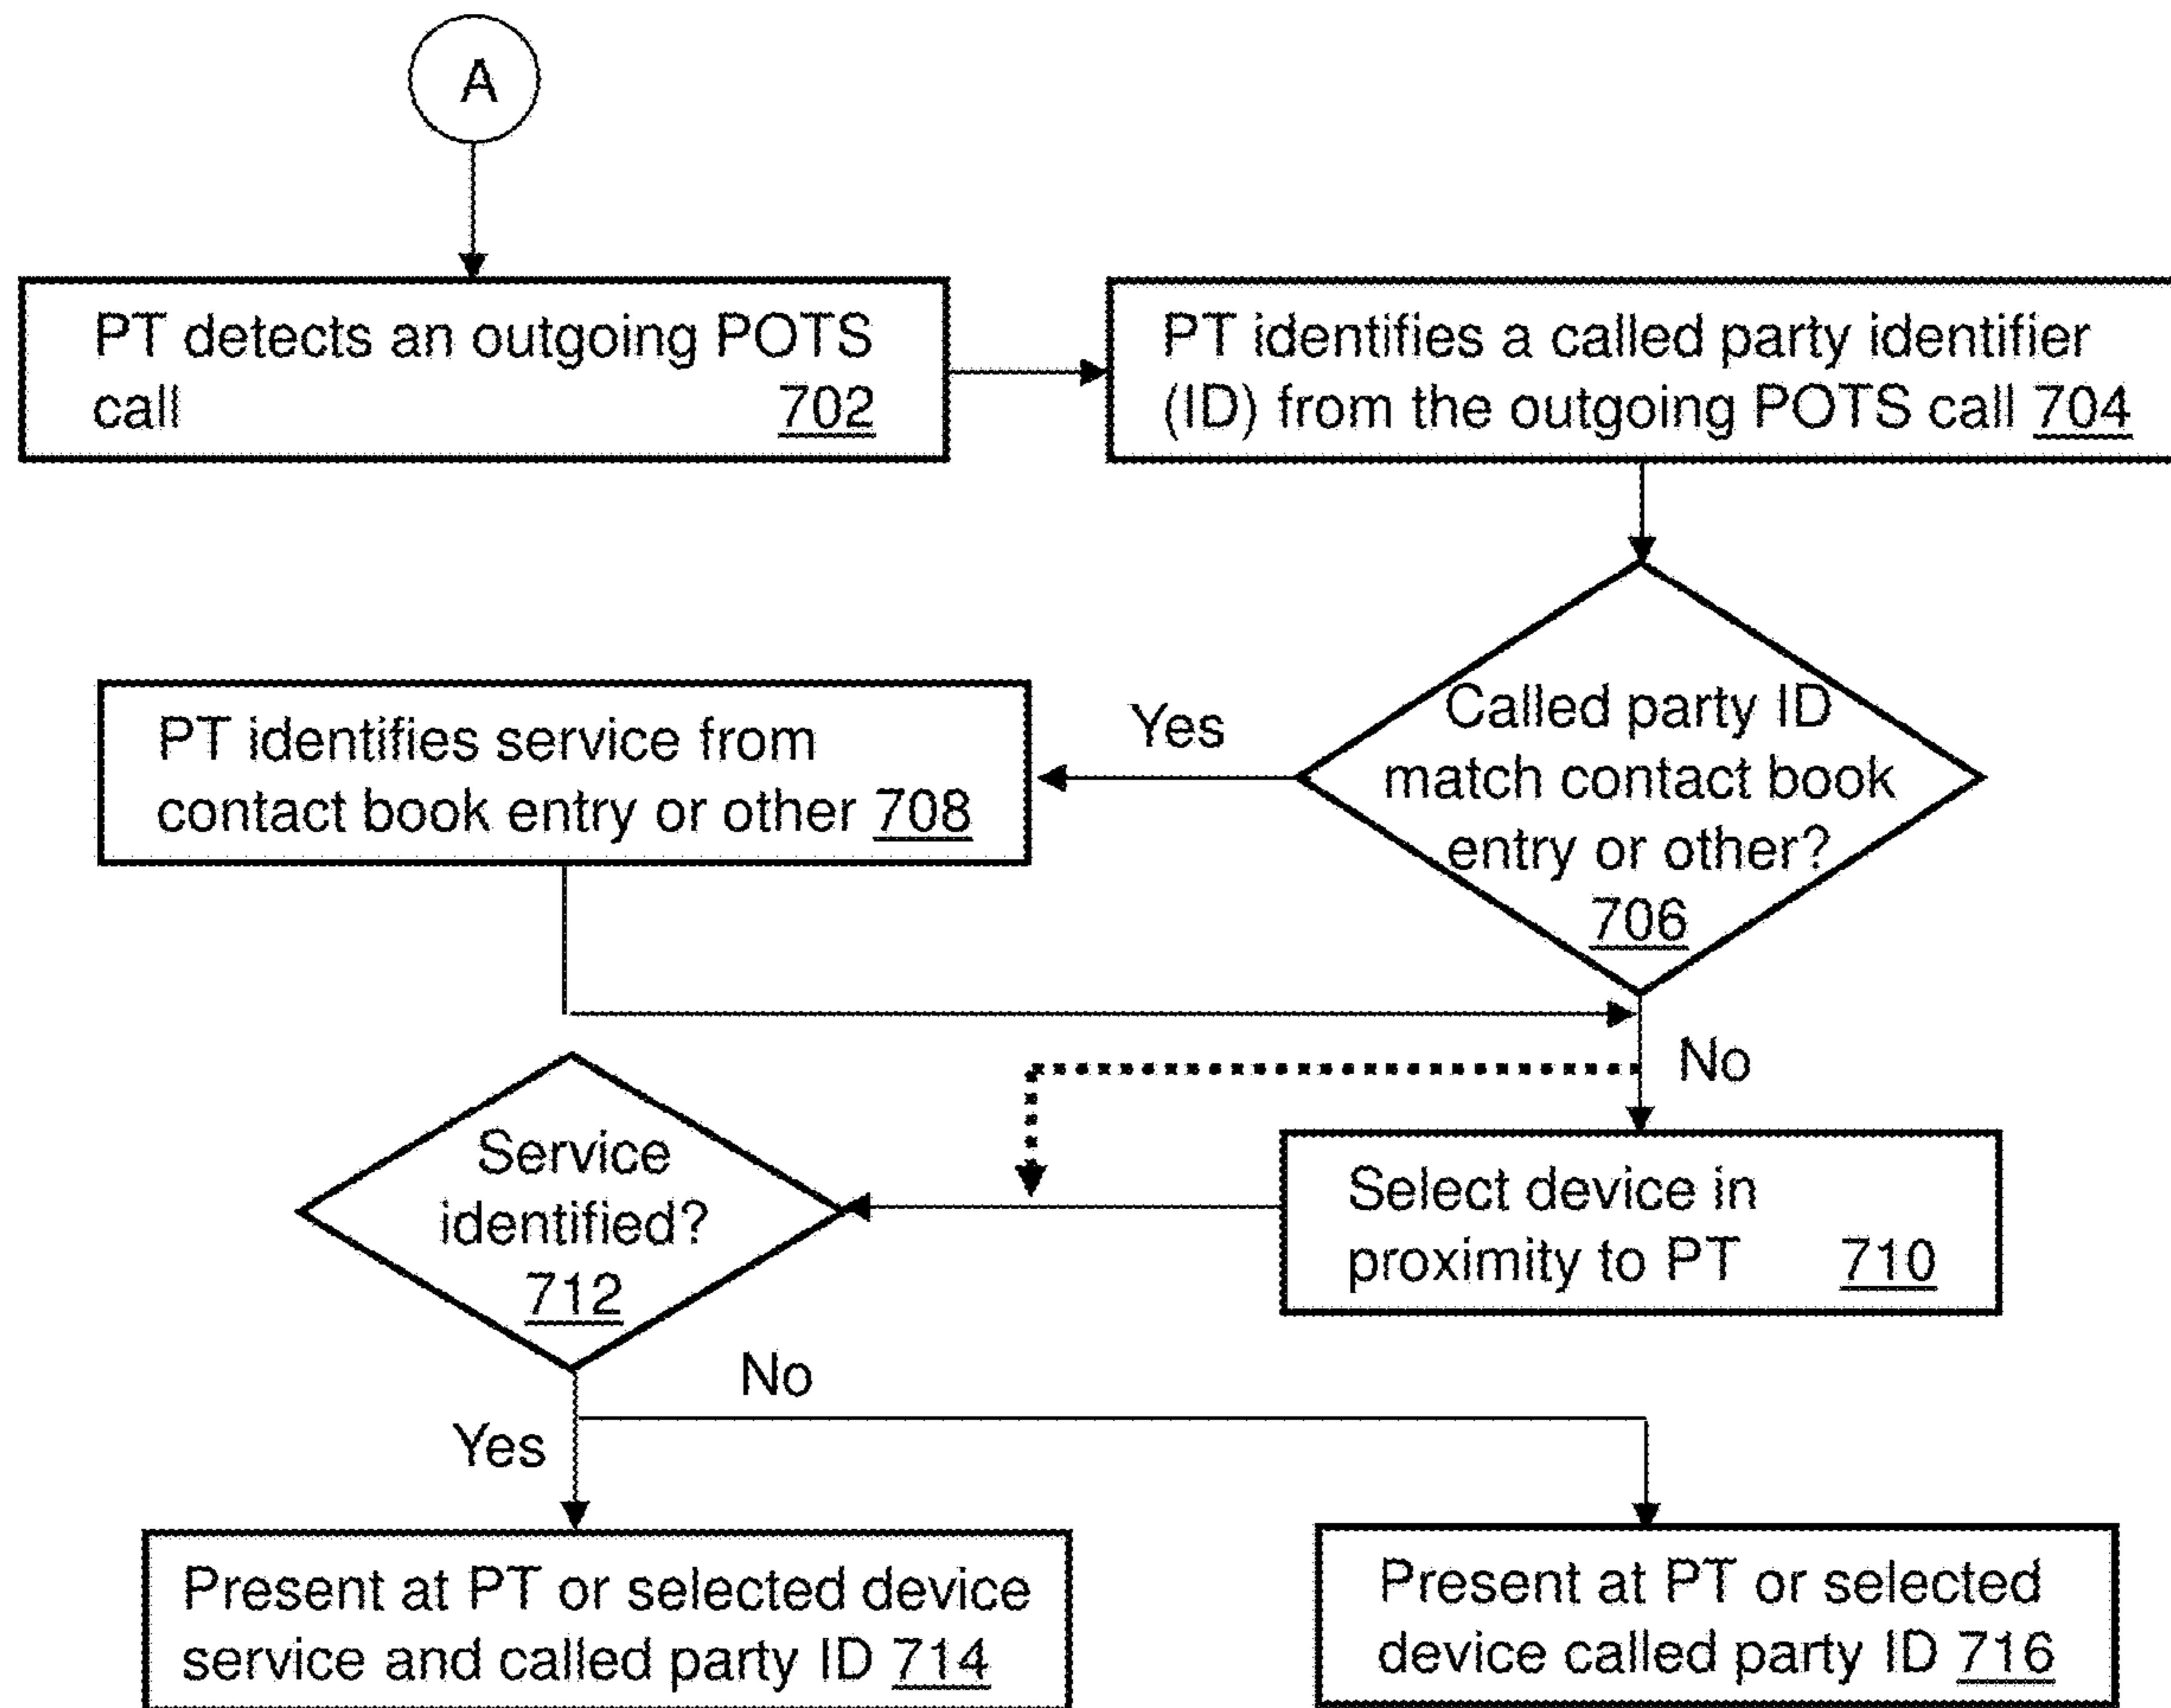 A
PT detects an outgoing POTS
call 702
PT identifies a called party identifier
(ID) from the outgoing POTS call 704
Called party ID
match contact book
entry or other?
706
Yes
PT identifies service from
contact book entry or other 708
No
Select device in
proximity to PT 710
Service
identified?
712
No
Yes
Present at PT or selected device
service and called party ID 714
Present at PT or selected
device called party ID 716